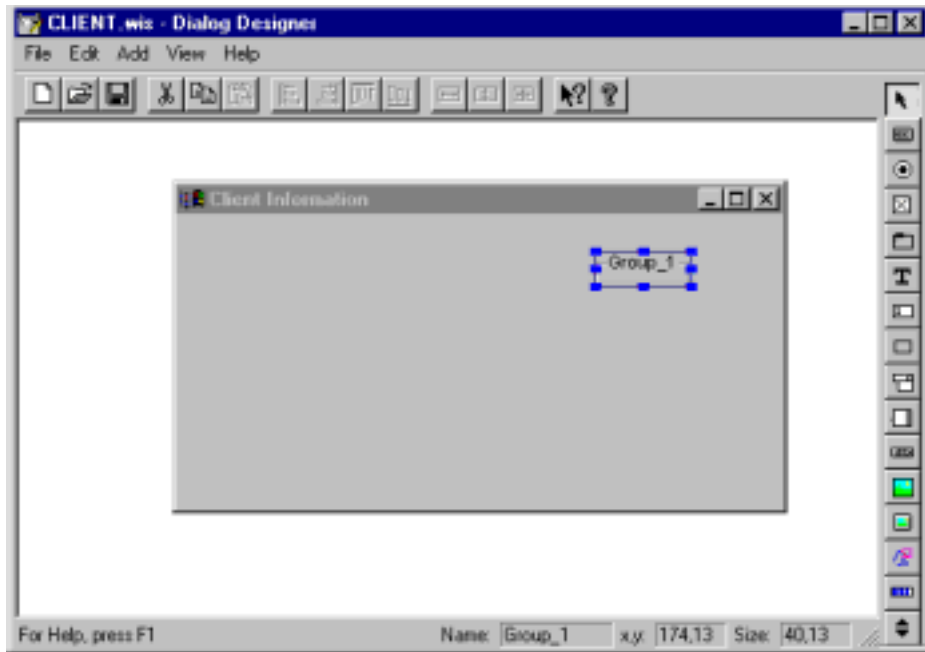 CLIENT.wis - Dialog Designer
File Edit Add View Help
Client Information
Group_1
For Help, press F1 Name: Group_1 x,y: 174,13 Size: 40,13